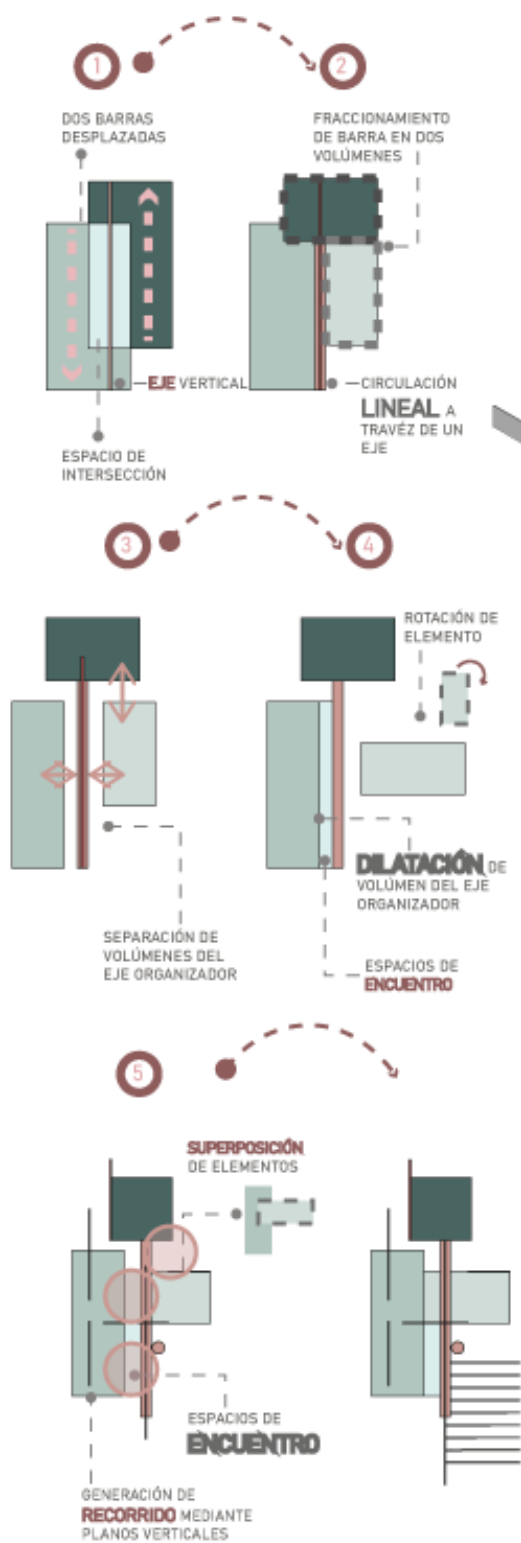 1
2
DOS BARRAS
DESPLAZADAS
FRACCIONAMIENTO
DE BARRA EN DOS
VOLÚMENES
EJE VERTICAL
CIRCULACIÓN
LINEAL A
TRAVÉZ DE UN
EJE
ESPACIO DE
INTERSECCIÓN
3
4
ROTACIÓN DE
ELEMENTO
DILATACIÓN DE
VOLÚMEN DEL EJE
ORGANIZADOR
SEPARACIÓN DE
VOLÚMENES DEL
EJE ORGANIZADOR
ESPACIOS DE
ENCUENTRO
5
SUPERPOSICIÓN
DE ELEMENTOS
ESPACIOS DE
ENCUENTRO
GENERACIÓN DE
RECORRIDO MEDIANTE
PLANOS VERTICALES